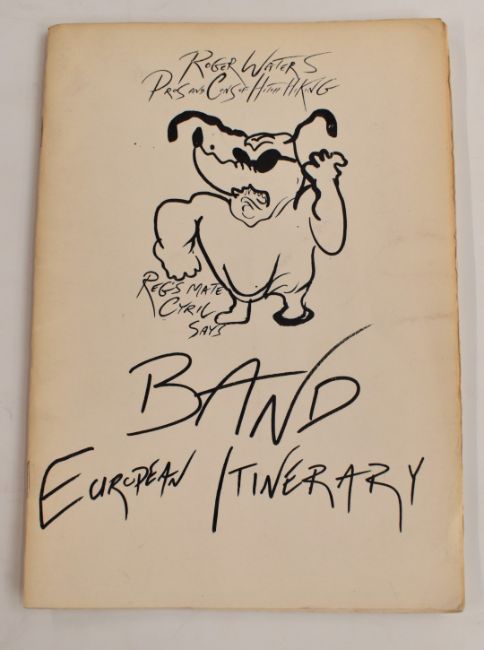 Roger Waters
Pros and Cons of Hitch Hiking
Reg's mate
Cyril
says
BAND
European Itinerary